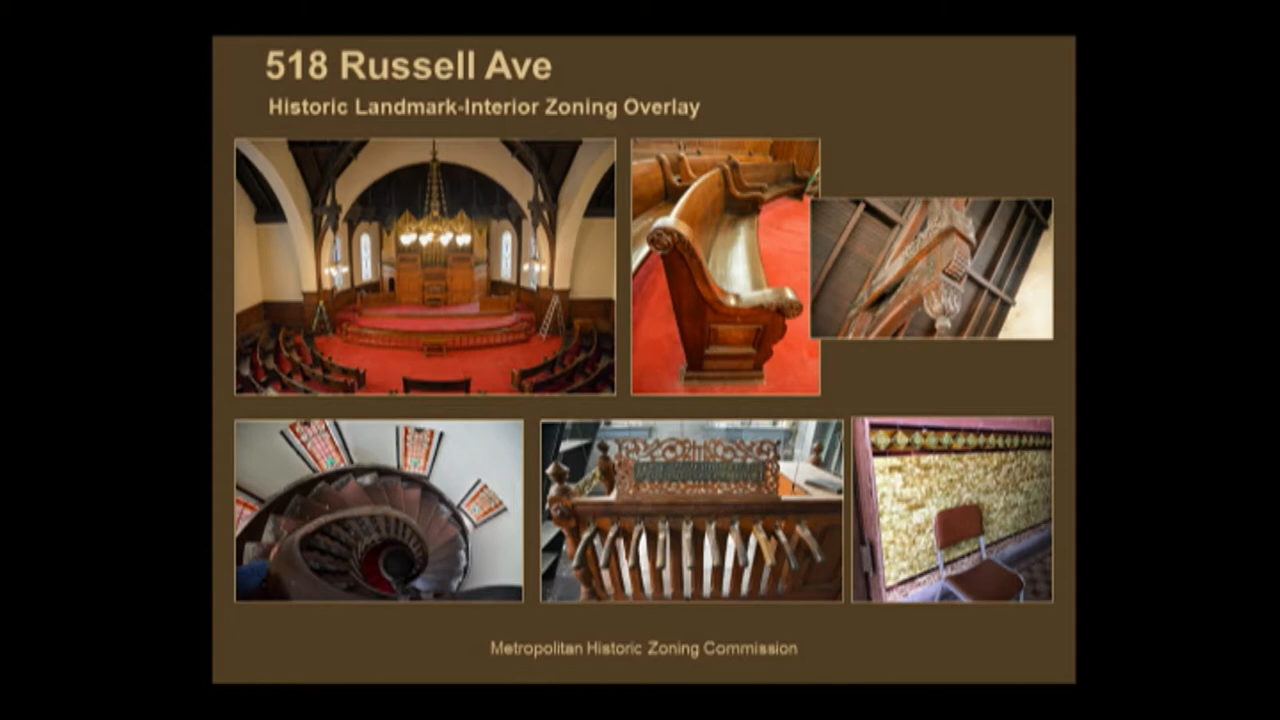 518 Russell Ave
Historic Landmark-Interior Zoning Overlay
Metropolitan Historic Zoning Commission